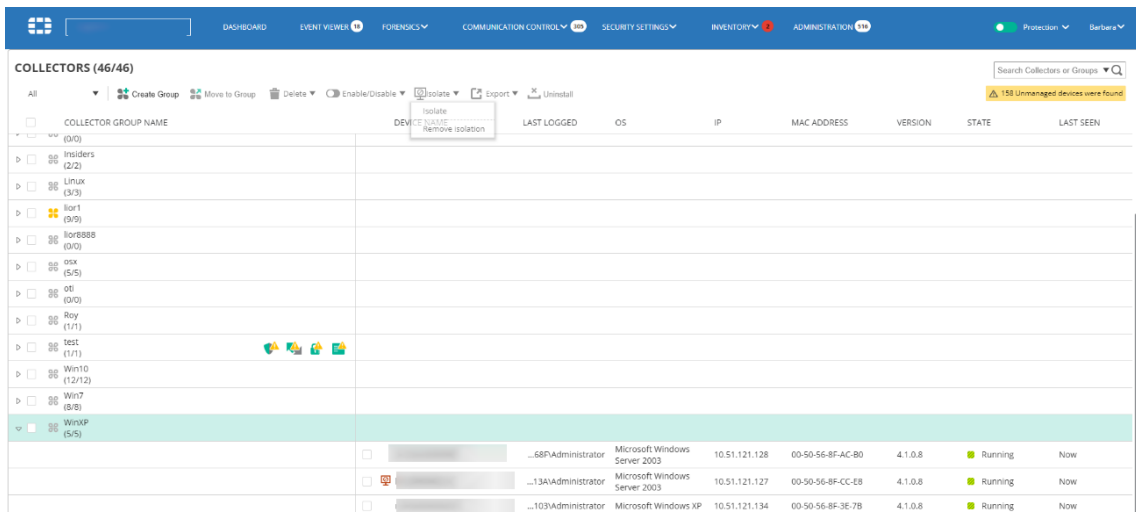 DASHBOARD EVENT VIEWER 18 FORENSICS COMMUNICATION CONTROL 305 SECURITY SETTINGS INVENTORY 2 ADMINISTRATION 516 Protection Barbara
COLLECTORS (46/46)
Search Collectors or Groups
All Create Group Move to Group Delete Enable/Disable Isolate Export Uninstall
158 Unmanaged devices were found
Isolate
Remove isolation
COLLECTOR GROUP NAME DEVICE NAME LAST LOGGED OS IP MAC ADDRESS VERSION STATE LAST SEEN
(0/0)
Insiders
(2/2)
Linux
(3/3)
lior1
(9/9)
lior8888
(0/0)
osx
(5/5)
oti
(0/0)
Roy
(1/1)
test
(1/1)
Win10
(12/12)
Win7
(8/8)
WinXP
(5/5)
...68F\Administrator Microsoft Windows Server 2003 10.51.121.128 00-50-56-8F-AC-B0 4.1.0.8 Running Now
...13A\Administrator Microsoft Windows Server 2003 10.51.121.127 00-50-56-8F-CC-E8 4.1.0.8 Running Now
...103\Administrator Microsoft Windows XP 10.51.121.134 00-50-56-8F-3E-7B 4.1.0.8 Running Now